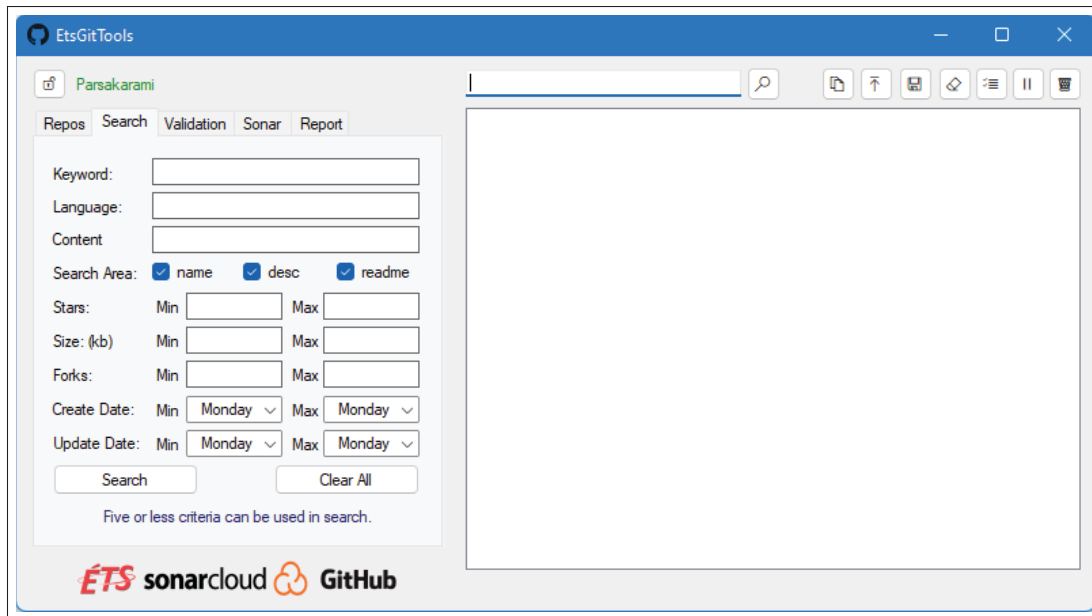 EtsGitTools
Parsakarami
Repos Search Validation Sonar Report
Keyword:
Language:
Content
Search Area: name desc readme
Stars: Min Max
Size: (kb) Min Max
Forks: Min Max
Create Date: Min Monday Max Monday
Update Date: Min Monday Max Monday
Search Clear All
Five or less criteria can be used in search.
ÉTS sonarcloud GitHub